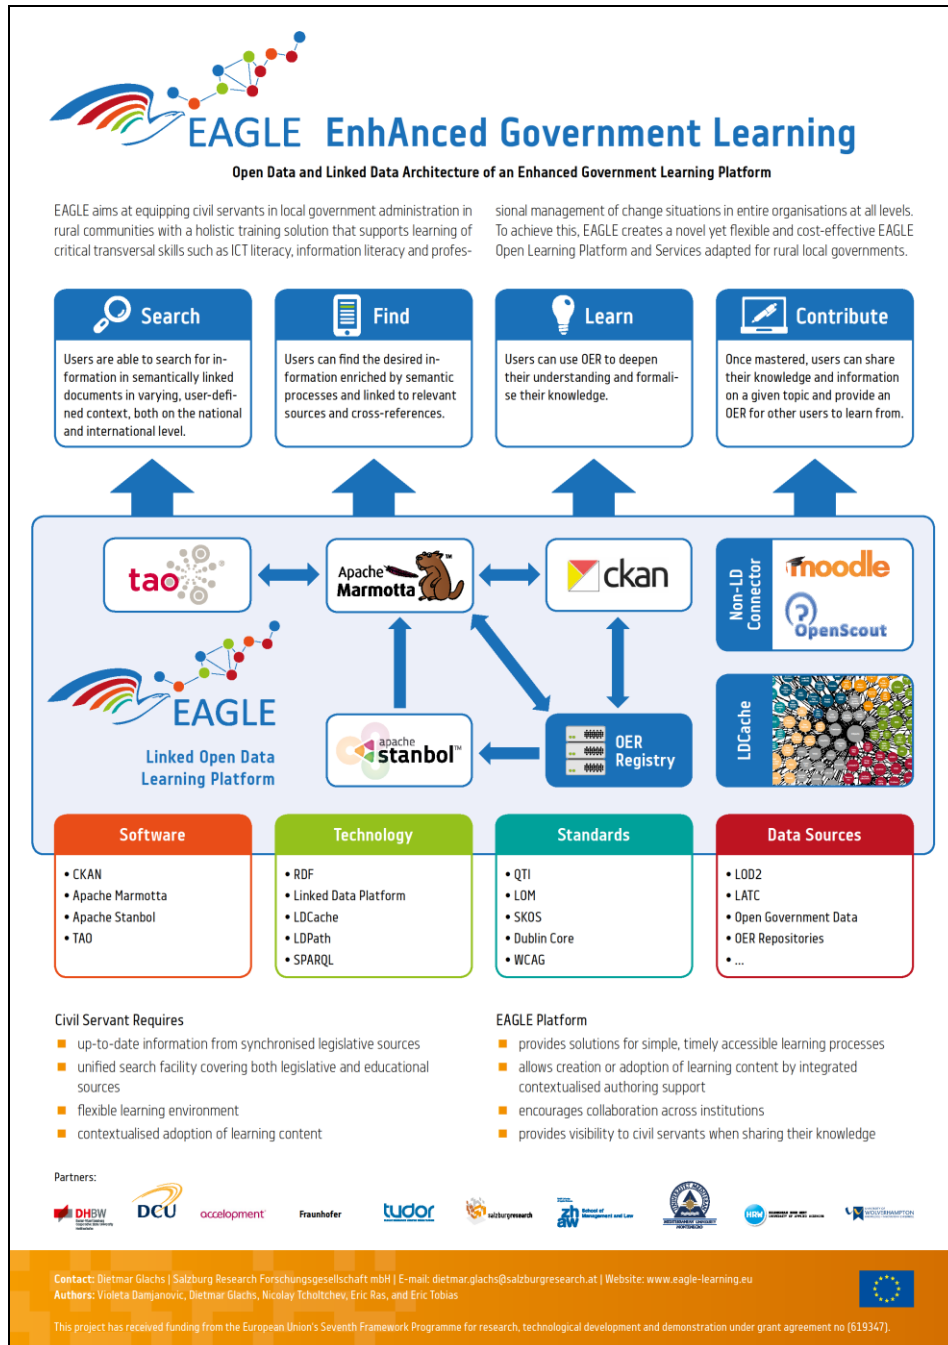 EAGLE EnhAnced Government Learning
Open Data and Linked Data Architecture of an Enhanced Government Learning Platform
EAGLE aims at equipping civil servants in local government administration in
rural communities with a holistic training solution that supports learning of
critical transversal skills such as ICT literacy, information literacy and profes-
sional management of change situations in entire organisations at all levels.
To achieve this, EAGLE creates a novel yet flexible and cost-effective EAGLE
Open Learning Platform and Services adapted for rural local governments.
Search
Users are able to search for in-
formation in semantically linked
documents in varying, user-defi-
ned context, both on the national
and international level.
Find
Users can find the desired in-
formation enriched by semantic
processes and linked to relevant
sources and cross-references.
Learn
Users can use OER to deepen
their understanding and formali-
se their knowledge.
Contribute
Once mastered, users can share
their knowledge and information
on a given topic and provide an
OER for other users to learn from.
tao
Apache
Marmotta™
ckan
Non-LD
Connector
moodle
OpenScout
EAGLE
Linked Open Data
Learning Platform
apache
stanbol™
OER
Registry
LDCache
Software
• CKAN
• Apache Marmotta
• Apache Stanbol
• TAO
Technology
• RDF
• Linked Data Platform
• LDCache
• LDPath
• SPARQL
Standards
• QTI
• LOM
• SKOS
• Dublin Core
• WCAG
Data Sources
• LOD2
• LATC
• Open Government Data
• OER Repositories
• ...
Civil Servant Requires
up-to-date information from synchronised legislative sources
unified search facility covering both legislative and educational
sources
flexible learning environment
contextualised adoption of learning content
EAGLE Platform
provides solutions for simple, timely accessible learning processes
allows creation or adoption of learning content by integrated
contextualised authoring support
encourages collaboration across institutions
provides visibility to civil servants when sharing their knowledge
Partners:
DHBW
DCU
accelopment
Fraunhofer
tudor
salzburgresearch
zhaw
School of
Management and Law
MEDITERRANEAN UNIVERSITY
MONTENEGRO
HRW
UNIVERSITY OF
WOLVERHAMPTON
Contact: Dietmar Glachs | Salzburg Research Forschungsgesellschaft mbH | E-mail: dietmar.glachs@salzburgresearch.at | Website: www.eagle-learning.eu
Authors: Violeta Damjanovic, Dietmar Glachs, Nicolay Tcholtchev, Eric Ras, and Eric Tobias
This project has received funding from the European Union's Seventh Framework Programme for research, technological development and demonstration under grant agreement no (619347).